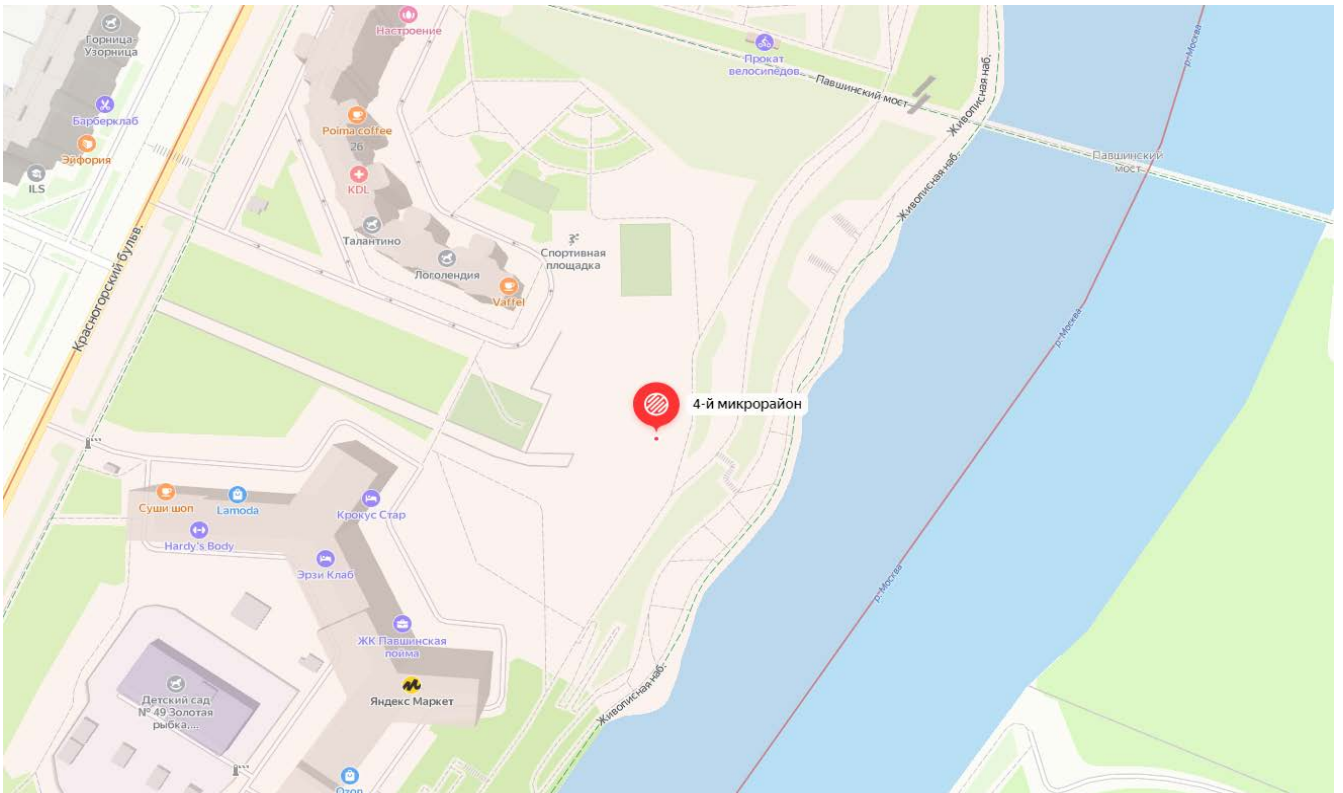 Горница
Узорница
Настроение
Прокат
велосипедов
Павшинский мост
Живописная наб.
р. Москва
Барберклаб
Эйфория
ILS
Poima coffee
26
KDL
Павшинский
мост
Живописная наб.
Талантино
Логолендия
Vaffel
Спортивная
площадка
Красногорский бульв.
р. Москва
4-й микрорайон
Суши шоп
Lamoda
Крокус Стар
Hardy's Body
Эрзи Клаб
р. Москва
ЖК Павшинская
пойма
Яндекс Маркет
Живописная наб.
Детский сад
№ 49 Золотая
рыбка,...
Ozon